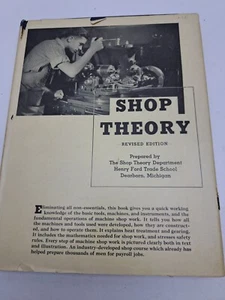 SHOP
THEORY
REVISED EDITION
Prepared by
The Shop Theory Department
Henry Ford Trade School
Dearborn, Michigan
Eliminating all non-essentials, this book gives you a quick working
knowledge of the basic tools, machines, and instruments, and the
fundamental operations of machine shop work. It tells you how all
the machines and tools used were developed, how they are construct-
ed, and how to operate them. It explains heat treatment and gearing.
It includes the mathematics needed for shop work, and stresses safety
rules. Every step of machine shop work is pictured clearly both in text
and illustration. An industry-developed shop course which already has
helped prepare thousands of men for payroll jobs.